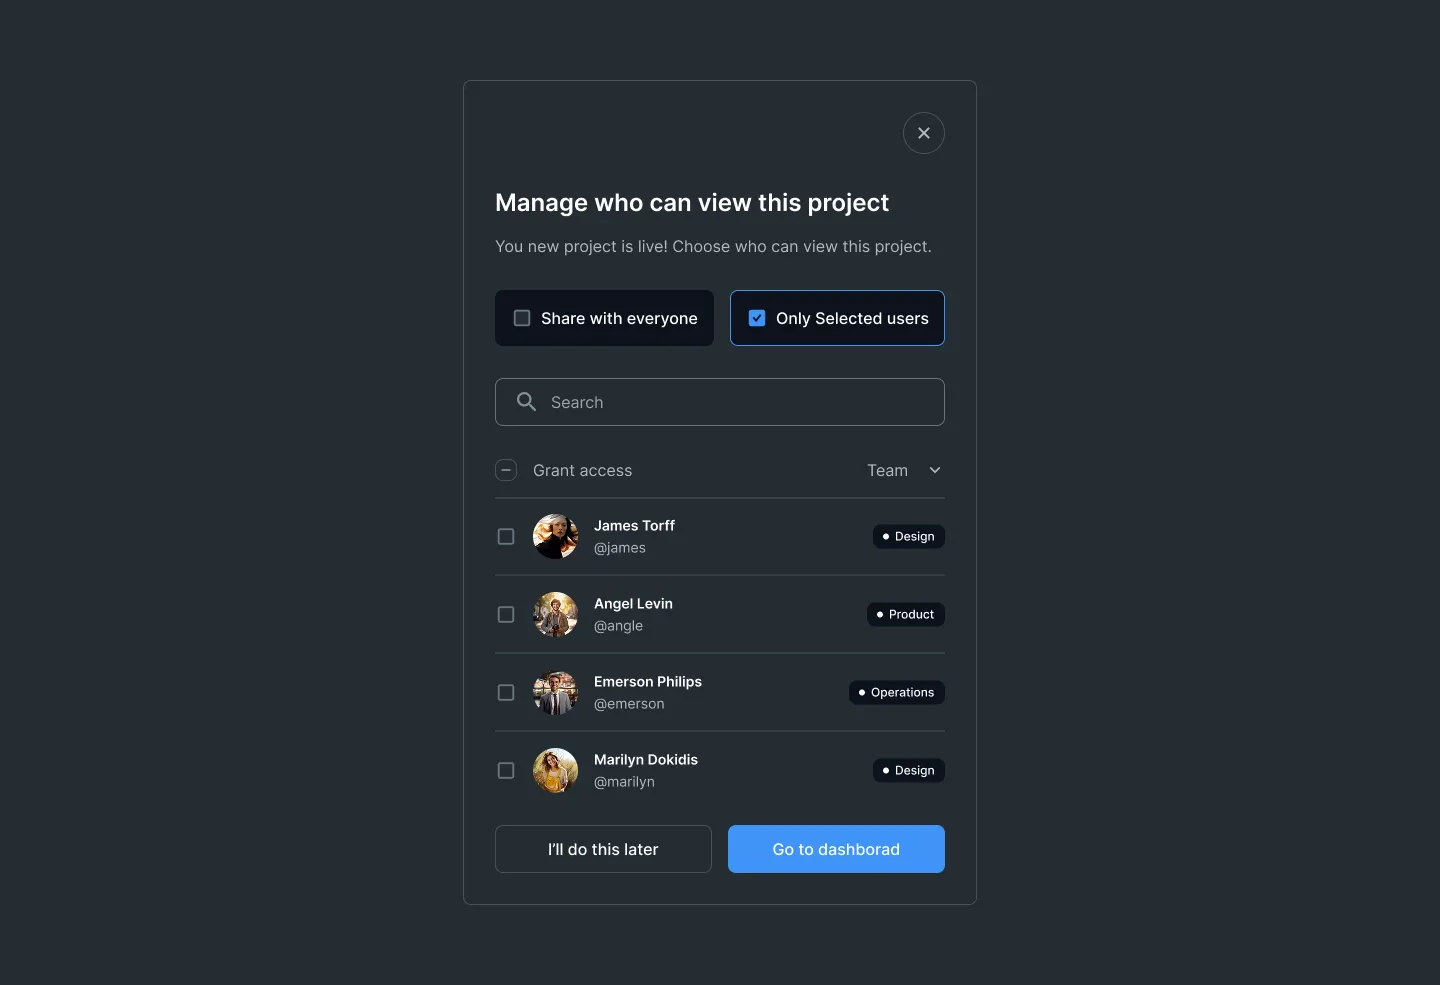 Manage who can view this project
You new project is live! Choose who can view this project.
Share with everyone
Only Selected users
Search
Grant access
Team
James Torff
@james
Design
Angel Levin
@angle
Product
Emerson Philips
@emerson
Operations
Marilyn Dokidis
@marilyn
Design
I'll do this later
Go to dashborad